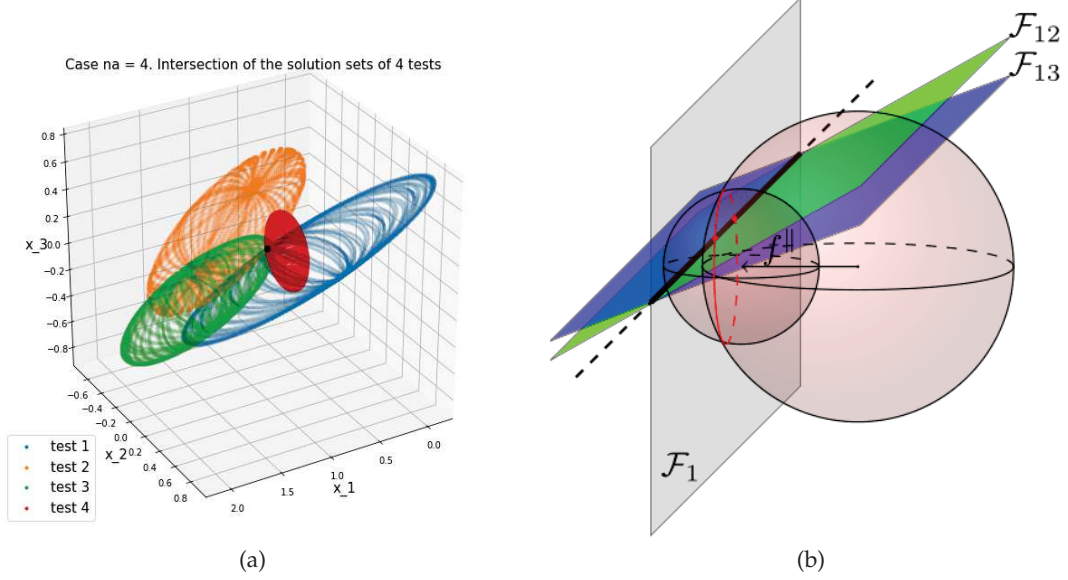 Case na = 4. Intersection of the solution sets of 4 tests
0.8
0.6
0.4
0.2
x_3 0.0
−0.2
−0.4
−0.6
−0.8
−0.6
−0.4
−0.2
0.0
0.2
0.4
0.6
0.8
x_2
2.0
1.5
1.0
0.5
0.0
x_1
test 1
test 2
test 3
test 4
(a)
ℱ₁₂
ℱ₁₃
f^∥
ℱ₁
(b)